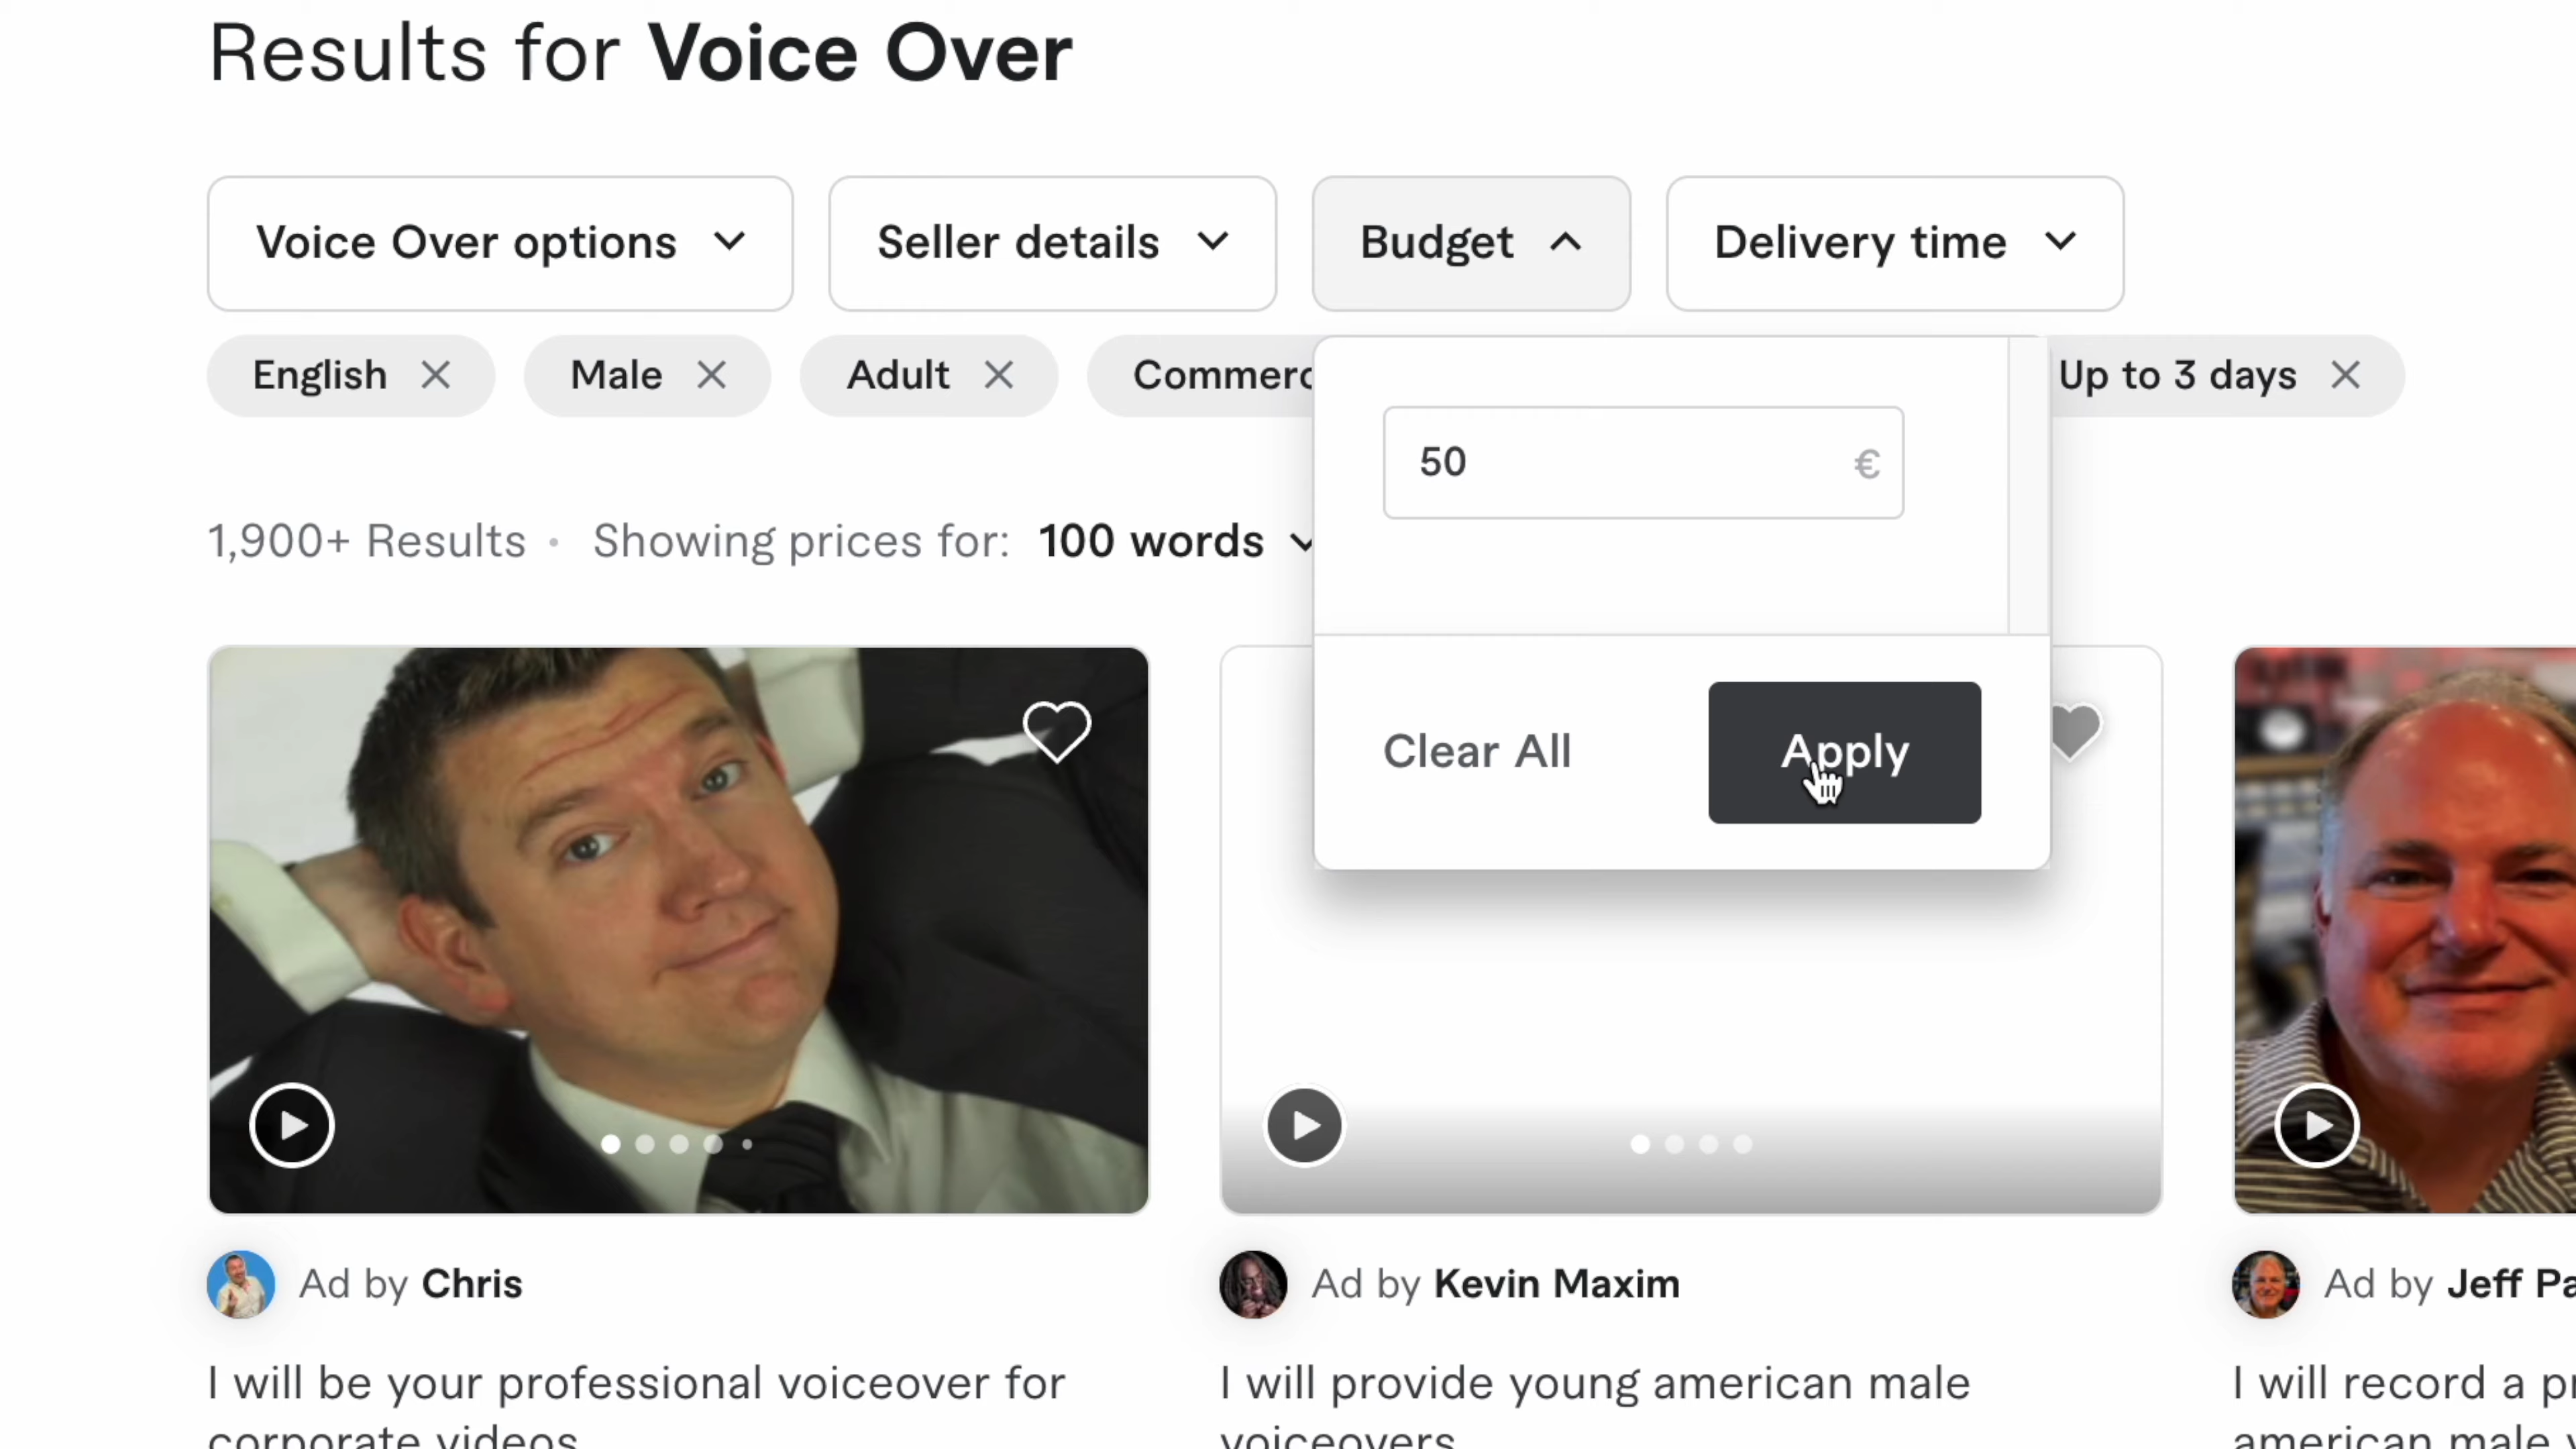 Results for Voice Over
Voice Over options
Seller details
Budget
Delivery time
English
Male
Adult
Up to 3 days
50 €
1,900+ Results • Showing prices for: 100 words
Clear All
Apply
Ad by Chris
Ad by Kevin Maxim
Ad by Jeff
I will be your professional voiceover for
corporate videos
I will provide young american male
voiceovers
I will record a
american male